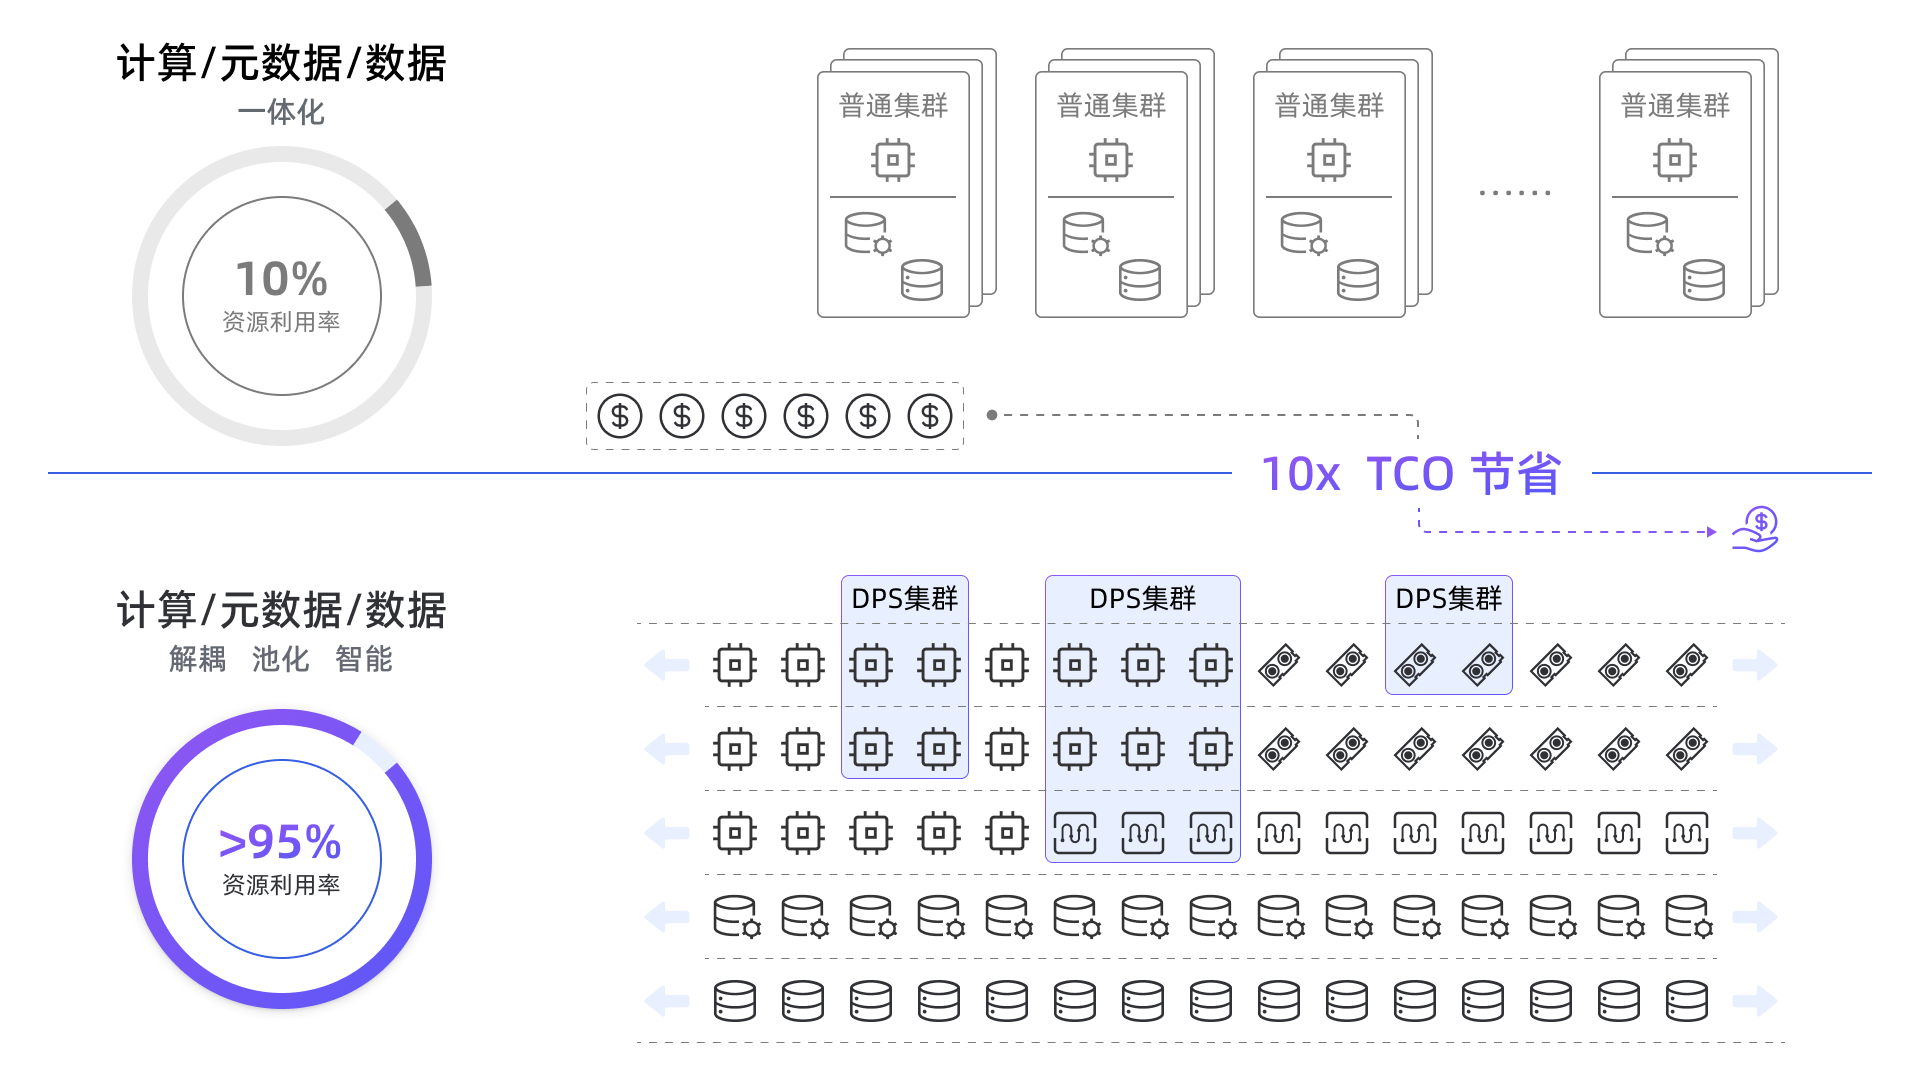 计算/元数据/数据
一体化
10%
资源利用率
普通集群
普通集群
普通集群
......
普通集群
10x TCO 节省
计算/元数据/数据
解耦 池化 智能
>95%
资源利用率
DPS集群
DPS集群
DPS集群